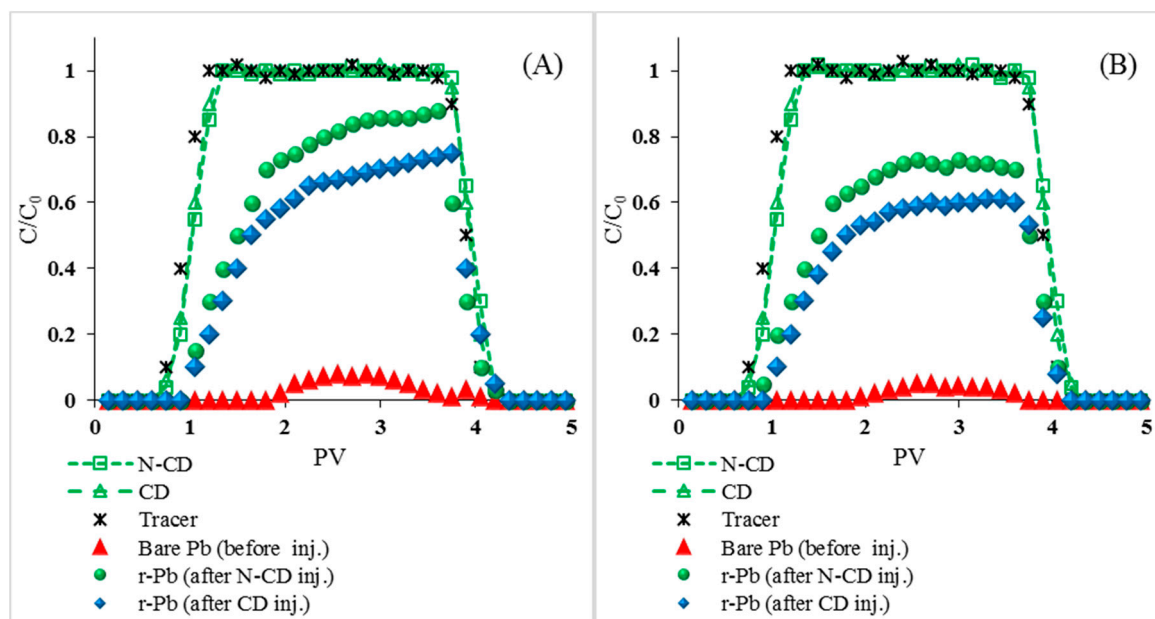 (A)
C/C0
1
0.8
0.6
0.4
0.2
0
0 1 2 3 4 5
PV
N-CD
CD
Tracer
Bare Pb (before inj.)
r-Pb (after N-CD inj.)
r-Pb (after CD inj.)
(B)
C/C0
1
0.8
0.6
0.4
0.2
0
0 1 2 3 4 5
PV
N-CD
CD
Tracer
Bare Pb (before inj.)
r-Pb (after N-CD inj.)
r-Pb (after CD inj.)